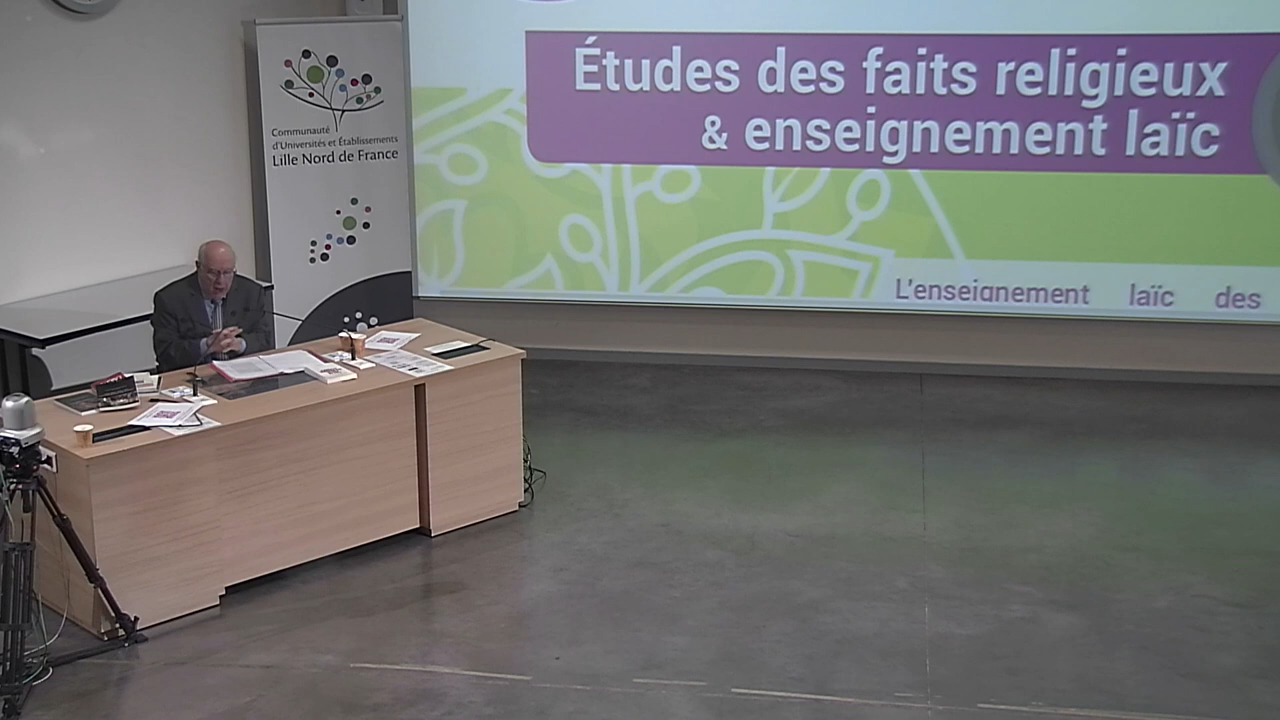 Communauté
d'Universités et Établissements
Lille Nord de France
Études des faits religieux
& enseignement laïc
L'enseignement laïc des